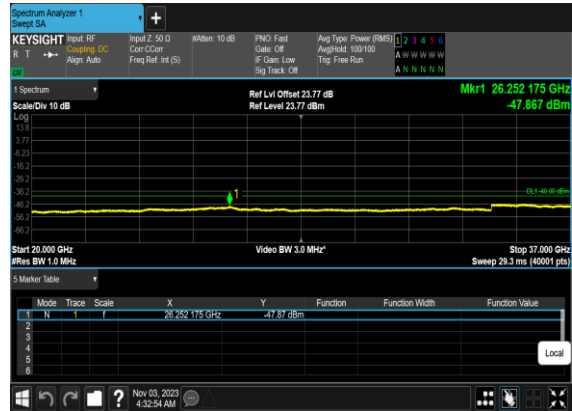 Spectrum Analyzer 1
Swept SA
+
KEYSIGHT Input: RF Input Z: 50 Ω #Atten: 10 dB PNO: Fast Avg Type: Power (RMS) 1 2 3 4 5 6
R T Coupling: DC Corr CCorr Gate: Off Avg|Hold: 100/100 A W W W W W
Align: Auto Freq Ref: Int (S) IF Gain: Low Trig: Free Run
Sig Track: Off A N N N N N
1 Spectrum Ref Lvl Offset 23.77 dB Mkr1 26.252 175 GHz
Scale/Div 10 dB Ref Level 23.77 dBm -47.867 dBm
Log
13.8
3.77
-6.23
-16.2
-26.2
-36.2 1 DL1 -40.00 dBm
-46.2
-56.2
-66.2
Start 20.000 GHz Video BW 3.0 MHz* Stop 37.000 GHz
#Res BW 1.0 MHz Sweep 29.3 ms (40001 pts)
5 Marker Table
Mode Trace Scale X Y Function Function Width Function Value
1 N 1 f 26.252 175 GHz -47.87 dBm
2
3
4
5
6
Local
? Nov 03, 2023
4:32:54 AM